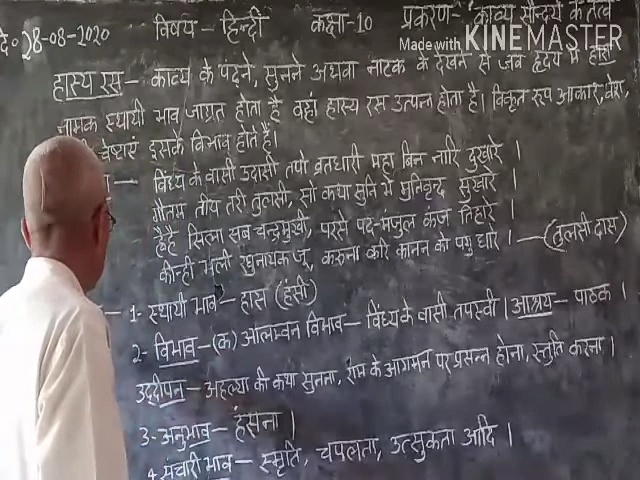 दि० 28-08-2020 विषय - हिन्दी कक्षा-10 प्रकरण- काव्य सौन्दर्य के तत्व
Made with KINEMASTER
हास्य रस - काव्य के पढ़ने, सुनने अथवा नाटक के देखने से जब हृदय में हास
नामक स्थायी भाव जाग्रत होता है वहां हास्य रस उत्पन्न होता है। विकृत रूप आकार, वेश,
चेष्टाएं इसके विभाव होते हैं।
विंध्य के वासी उदासी तपो व्रतधारी महा बिन नारि दुखारे ।
गौतम तीय तरी तुलसी, सो कथा सुनि भे मुनिवृन्द सुखारे ।
ह्वैहैं सिला सब चन्द्रमुखी, परसे पद-मंजुल कंज तिहारे ।
कीन्ही भली रघुनायक जू, करुना करि कानन को पगु धारे । - (तुलसी दास)
1- स्थायी भाव - हास (हंसी)
2- विभाव - (क) आलम्वन विभाव - विंध्य के वासी तपस्वी । आश्रय - पाठक ।
उद्दीपन - अहल्या की कथा सुनना, राम के आगमन पर प्रसन्न होना, स्तुति करना ।
3- अनुभाव - हंसना ।
4- संचारी भाव - स्मृति, चपलता, उत्सुकता आदि ।